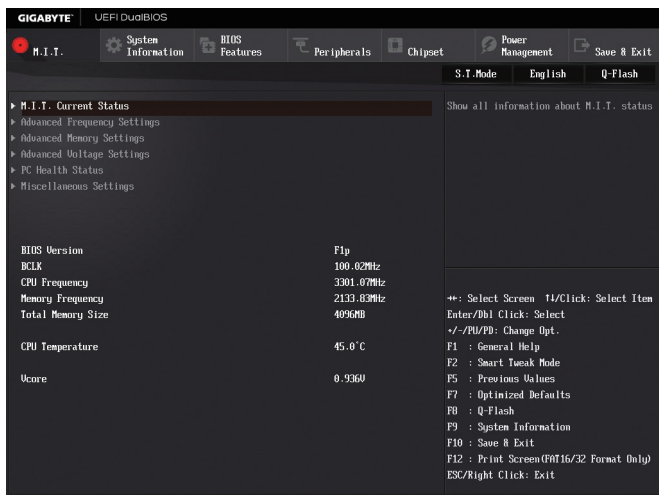 GIGABYTE™ UEFI DualBIOS
M.I.T.
System Information
BIOS Features
Peripherals
Chipset
Power Management
Save & Exit
S.T.Mode English Q-Flash
M.I.T. Current Status
Advanced Frequency Settings
Advanced Memory Settings
Advanced Voltage Settings
PC Health Status
Miscellaneous Settings
Show all information about M.I.T. status
BIOS Version F1p
BCLK 100.02MHz
CPU Frequency 3301.07MHz
Memory Frequency 2133.83MHz
Total Memory Size 4096MB
CPU Temperature 45.0°C
Vcore 0.936V
→←: Select Screen ↑↓/Click: Select Item
Enter/Dbl Click: Select
+/-/PU/PD: Change Opt.
F1 : General Help
F2 : Smart Tweak Mode
F5 : Previous Values
F7 : Optimized Defaults
F8 : Q-Flash
F9 : System Information
F10 : Save & Exit
F12 : Print Screen(FAT16/32 Format Only)
ESC/Right Click: Exit